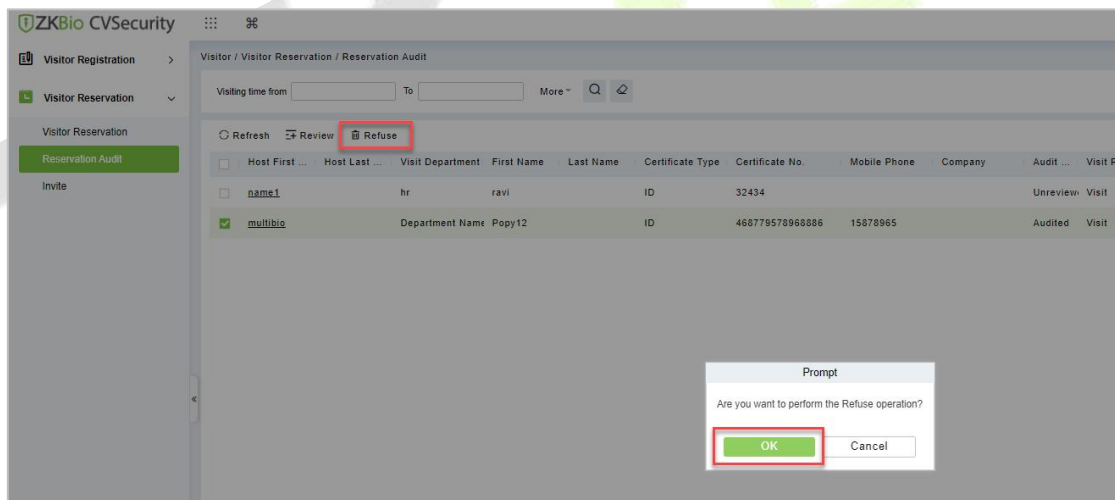 ZKBio CVSecurity
Visitor Registration
Visitor / Visitor Reservation / Reservation Audit
Visitor Reservation
Visiting time from To More
Visitor Reservation
Refresh Review Refuse
Reservation Audit
Host First ... Host Last ... Visit Department First Name Last Name Certificate Type Certificate No. Mobile Phone Company Audit ... Visit
Invite
name1 hr ravi ID 32434 Visit
multibio Department Name Popy12 ID 468779578968886 15878965 Audited Visit
Prompt
Are you want to perform the Refuse operation?
OK Cancel